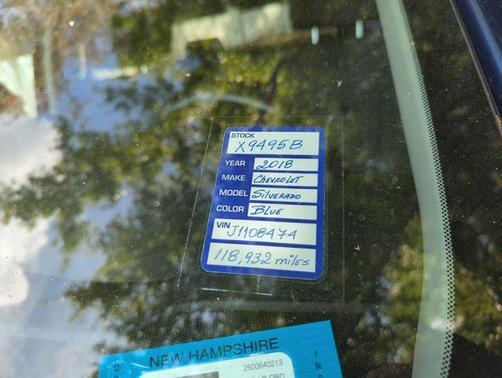 STOCK
X9495B
YEAR 2018
MAKE CHEVROLET
MODEL SILVERADO
COLOR BLUE
VIN J1108474
118,932 miles
NEW HAMPSHIRE
2600640213